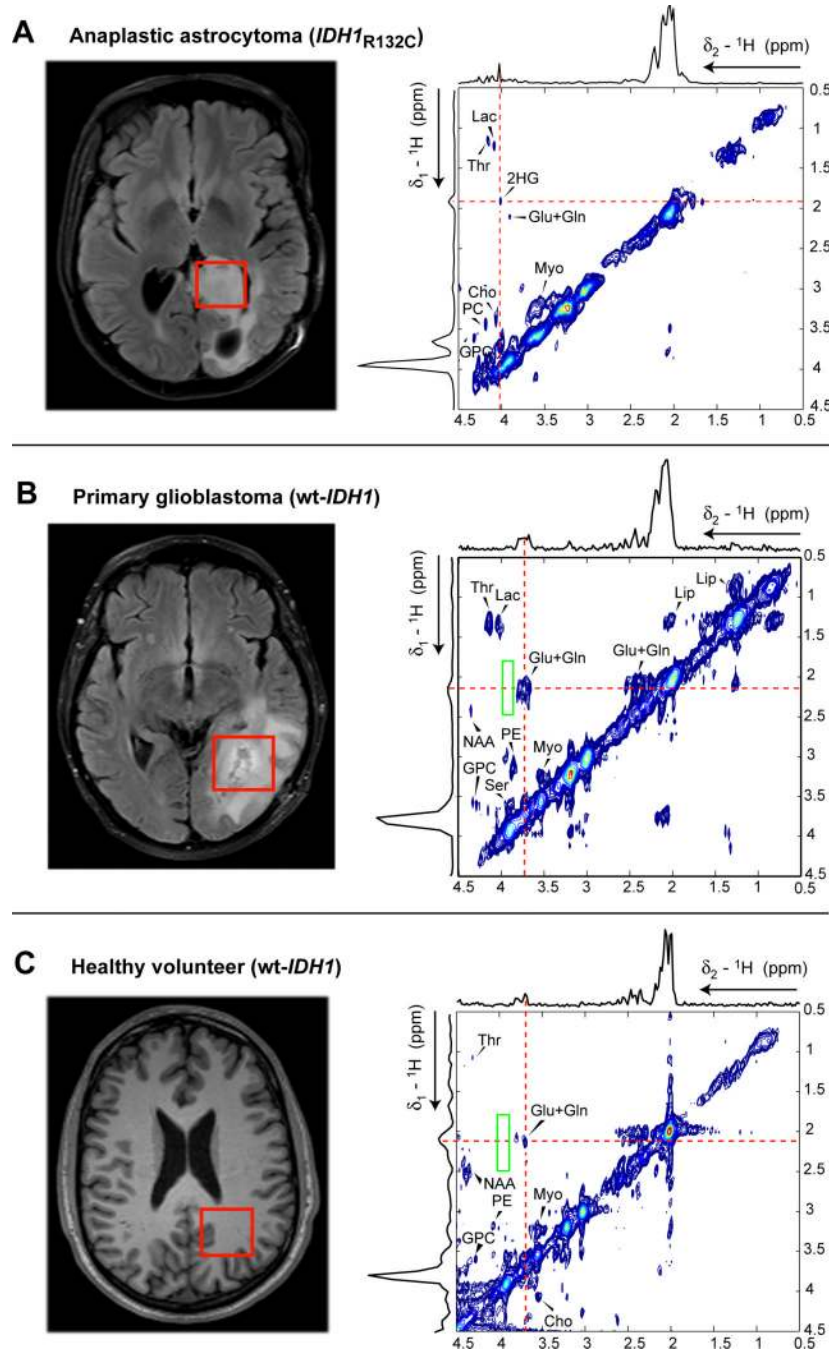 A Anaplastic astrocytoma (IDH1R132C)
δ2 - 1H (ppm)
δ1 - 1H (ppm)
0.5
1
2
3
4
4.5
Lac
Thr
2HG
Glu+Gln
Myo
Cho
PC
GPC
4.5 4 3.5 3 2.5 2 1.5 1 0.5
B Primary glioblastoma (wt-IDH1)
δ2 - 1H (ppm)
δ1 - 1H (ppm)
0.5
1
1.5
2
2.5
3
3.5
4
4.5
Lip
Thr Lac
Lip
Glu+Gln
Glu+Gln
NAA PE
Myo
GPC
Ser
4.5 4 3.5 3 2.5 2 1.5 1 0.5
C Healthy volunteer (wt-IDH1)
δ2 - 1H (ppm)
δ1 - 1H (ppm)
0.5
1
1.5
2
2.5
3
3.5
4
4.5
Thr
Glu+Gln
NAA
PE
Myo
GPC
Cho
4.5 4 3.5 3 2.5 2 1.5 1 0.5